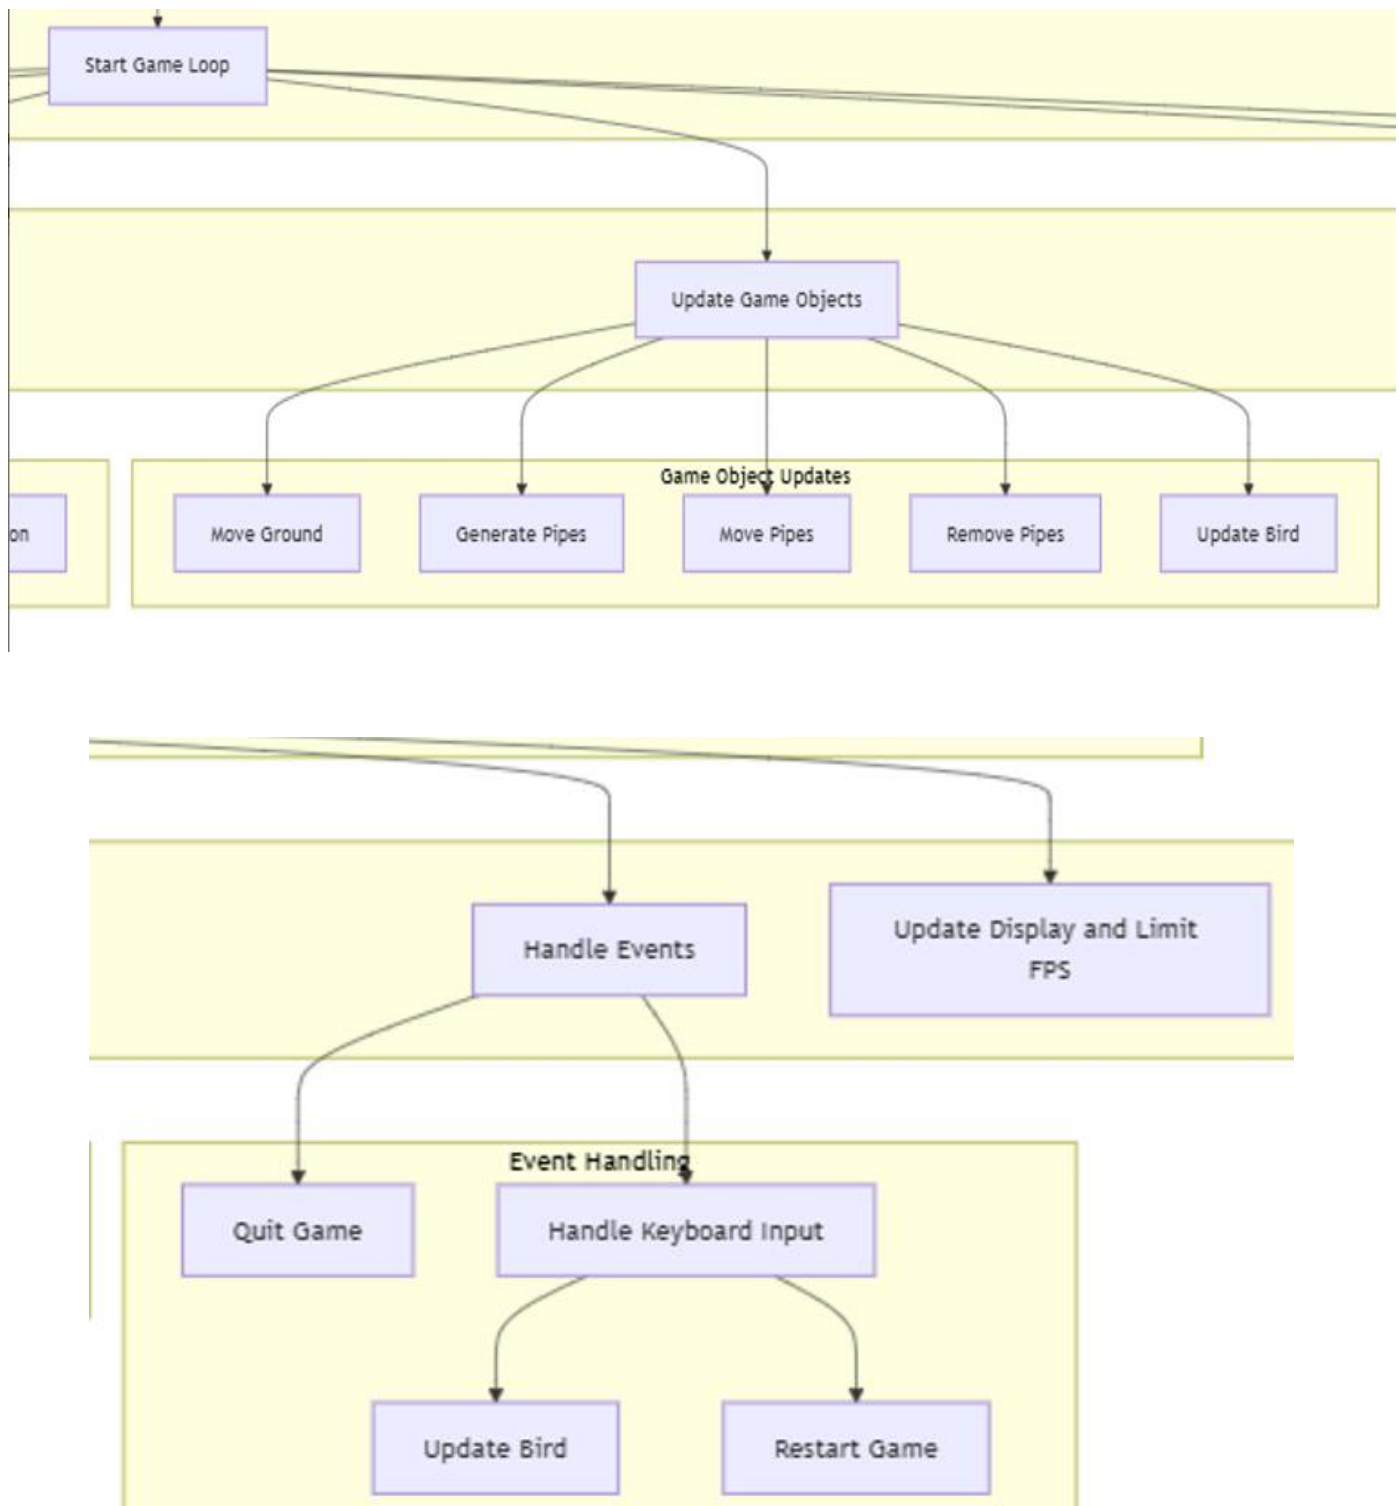 Start Game Loop
Update Game Objects
Game Object Updates
on
Move Ground
Generate Pipes
Move Pipes
Remove Pipes
Update Bird
Handle Events
Update Display and Limit
FPS
Event Handling
Quit Game
Handle Keyboard Input
Update Bird
Restart Game